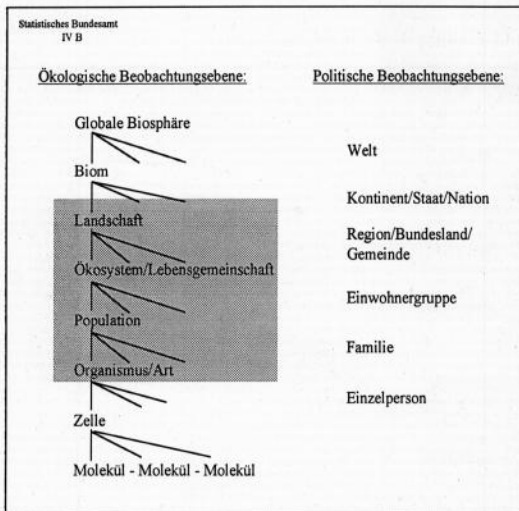 Statistisches Bundesamt
IV B
Ökologische Beobachtungsebene:
Globale Biosphäre
Biom
Landschaft
Ökosystem/Lebensgemeinschaft
Population
Organismus/Art
Zelle
Molekül - Molekül - Molekül
Politische Beobachtungsebene:
Welt
Kontinent/Staat/Nation
Region/Bundesland/
Gemeinde
Einwohnergruppe
Familie
Einzelperson